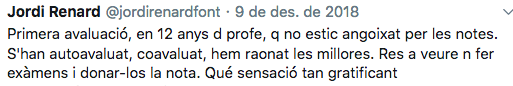 Jordi Renard @jordirenardfont · 9 de des. de 2018
Primera avaluació, en 12 anys d profe, q no estic angoixat per les notes.
S'han autoavaluat, coavaluat, hem raonat les millores. Res a veure n fer
exàmens i donar-los la nota. Qué sensació tan gratificant